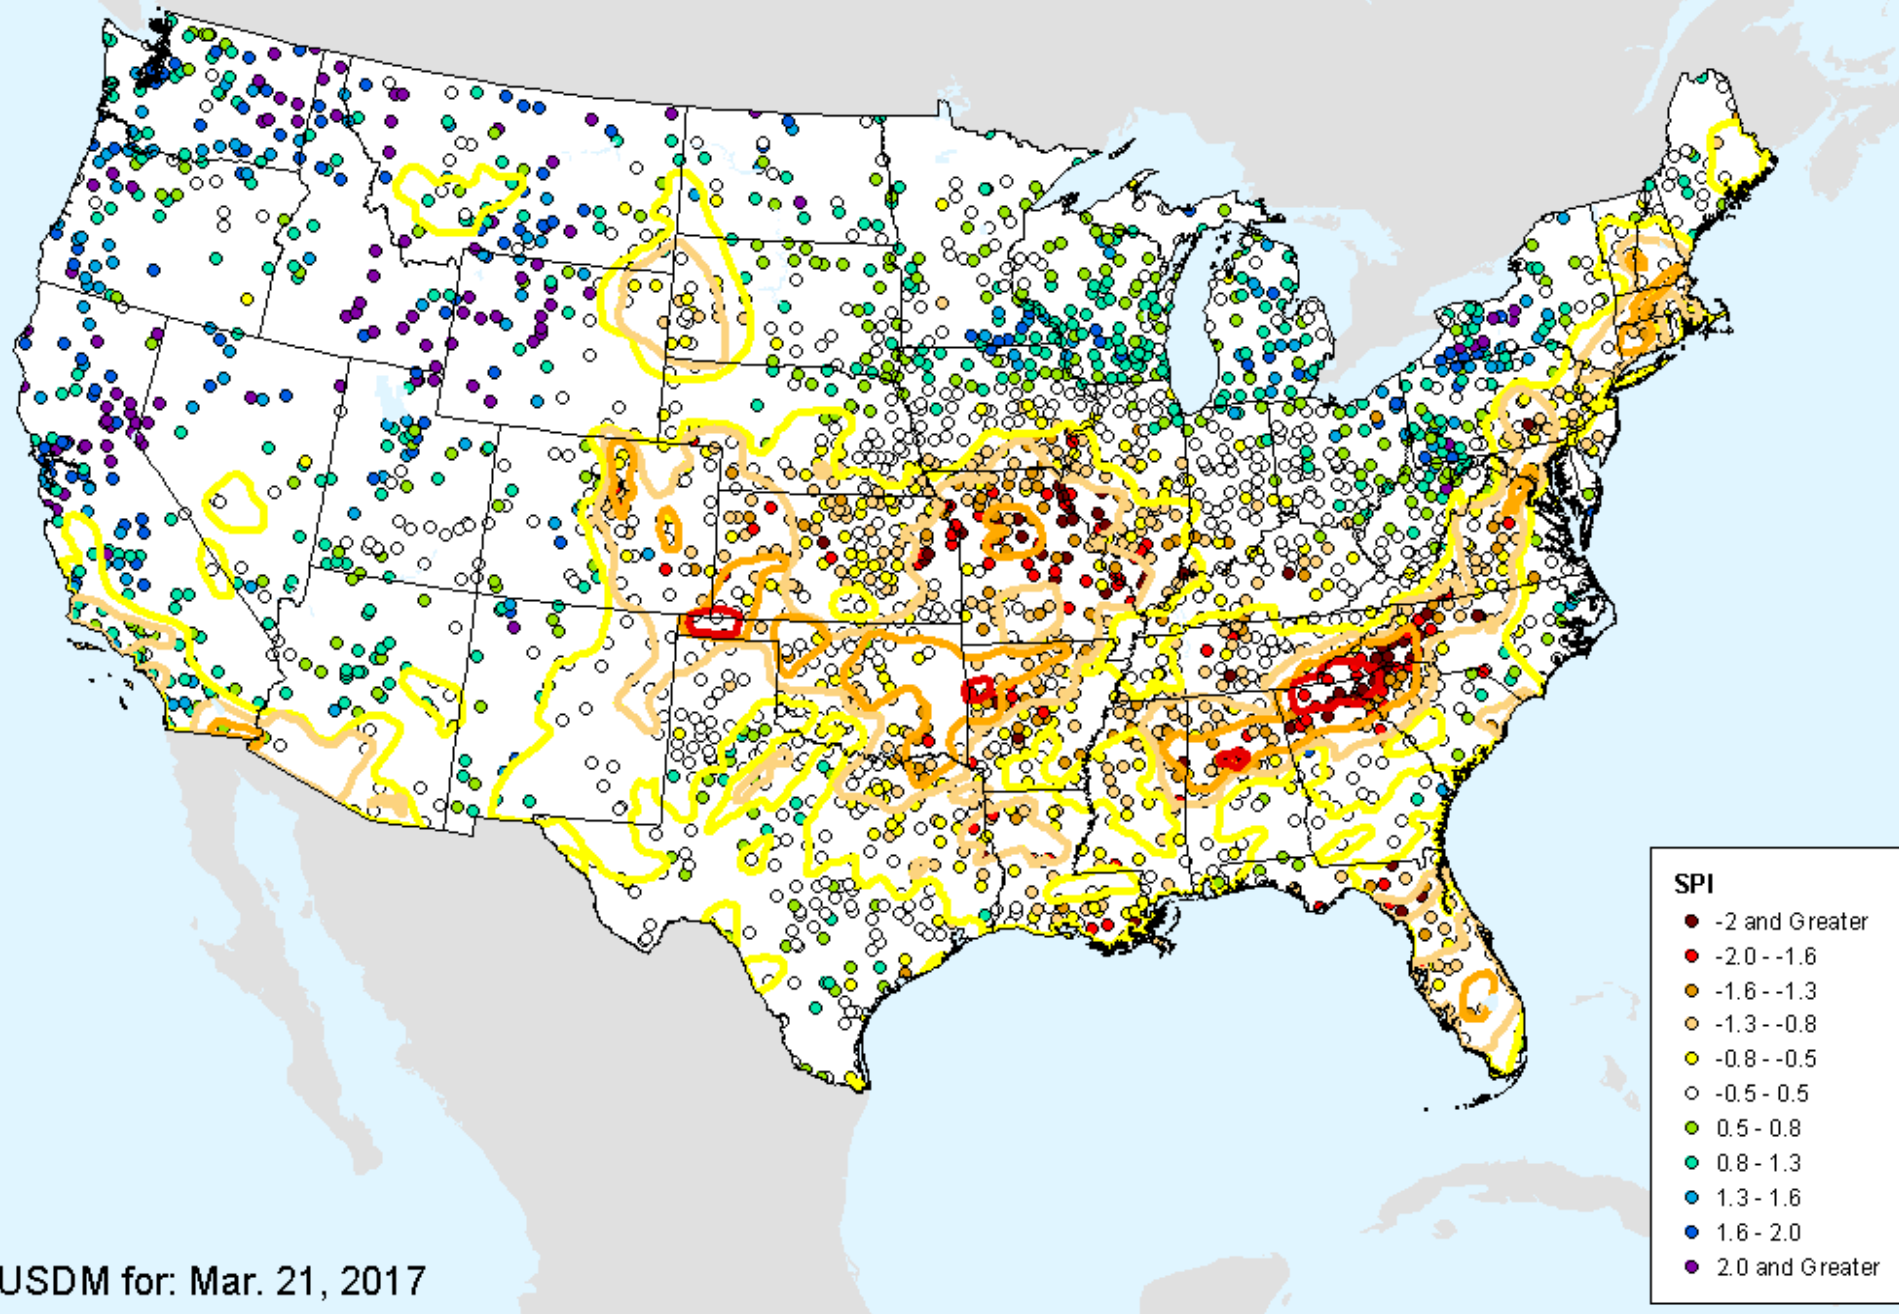 SPI
-2 and Greater
-2.0 - -1.6
-1.6 - -1.3
-1.3 - -0.8
-0.8 - -0.5
-0.5 - 0.5
0.5 - 0.8
0.8 - 1.3
1.3 - 1.6
1.6 - 2.0
2.0 and Greater
USDM for: Mar. 21, 2017